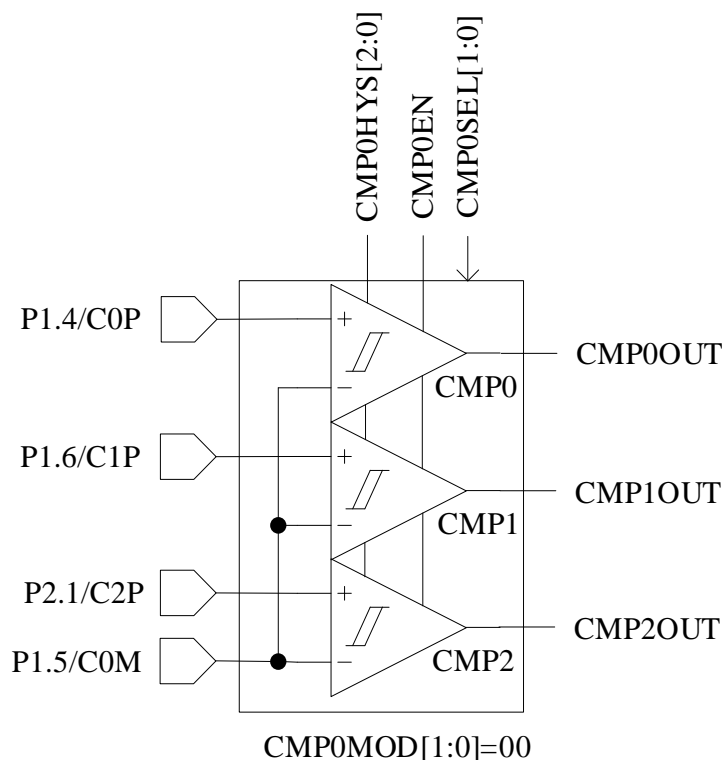 CMP0HYS[2:0]
CMP0EN
CMP0SEL[1:0]
P1.4/C0P
+
−
CMP0
CMP0OUT
P1.6/C1P
+
−
CMP1
CMP1OUT
P2.1/C2P
+
CMP2OUT
P1.5/C0M
−
CMP2
CMP0MOD[1:0]=00